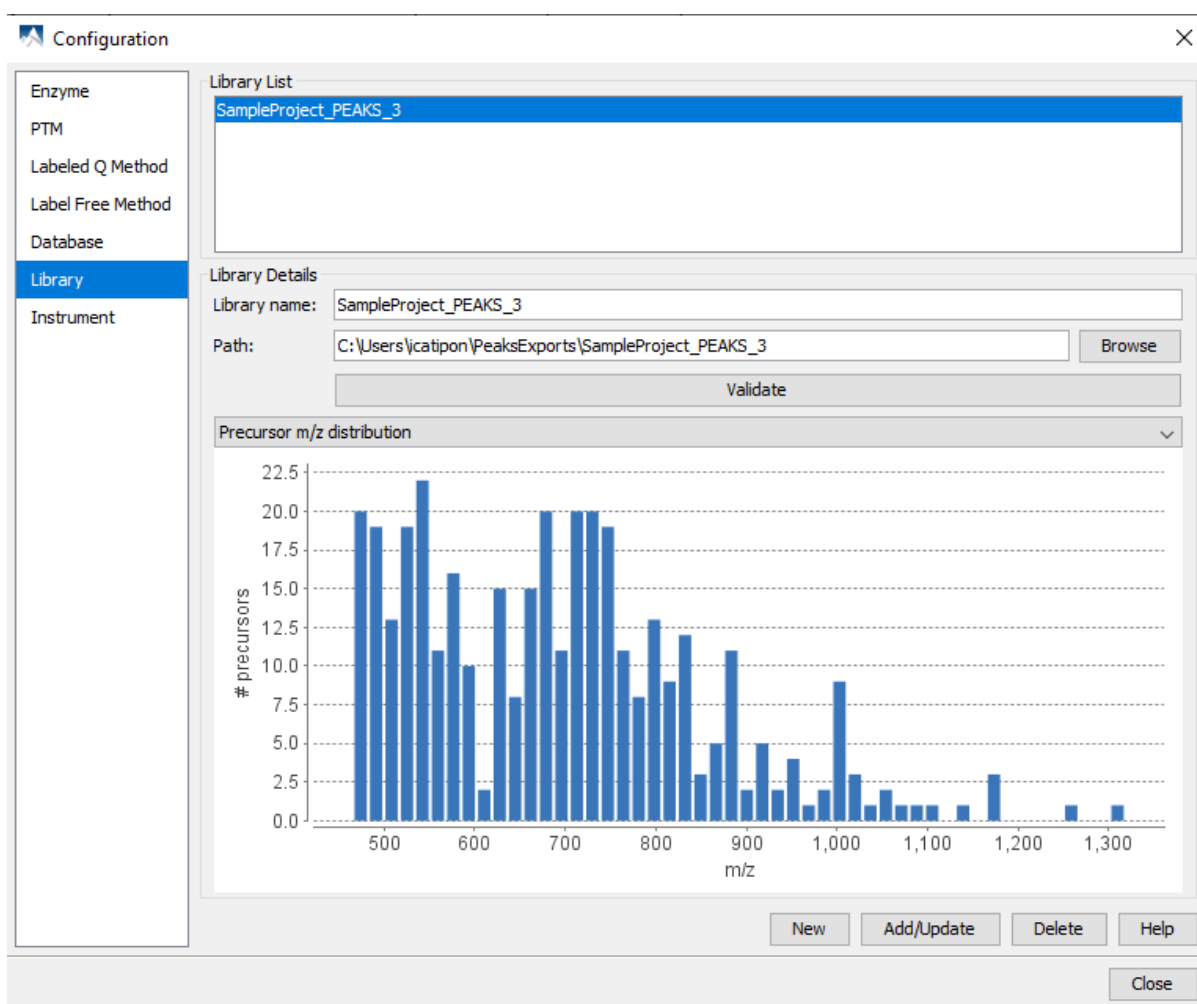 Configuration
Enzyme
PTM
Labeled Q Method
Label Free Method
Database
Library
Instrument
Library List
SampleProject_PEAKS_3
Library Details
Library name: SampleProject_PEAKS_3
Path: C:\Users\icatipon\PeaksExports\SampleProject_PEAKS_3 Browse
Validate
Precursor m/z distribution
22.5
20.0
17.5
15.0
12.5
10.0
7.5
5.0
2.5
0.0
# precursors
500 600 700 800 900 1,000 1,100 1,200 1,300
m/z
New Add/Update Delete Help
Close